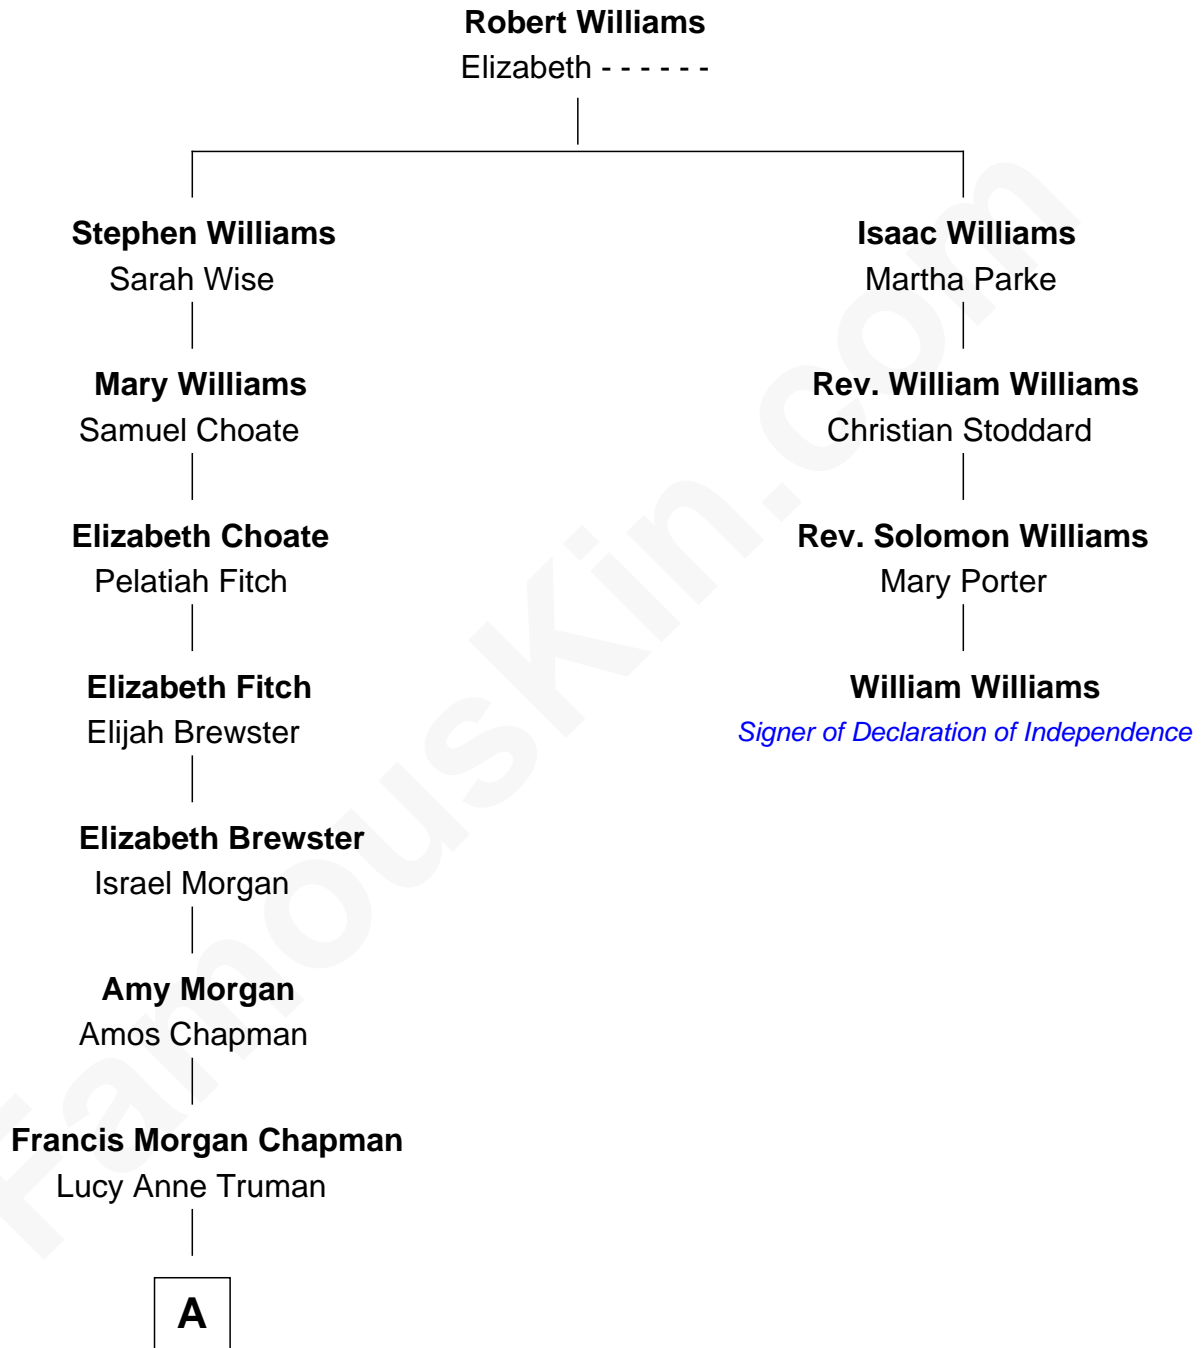 Robert Williams
Elizabeth - - - - - -
Stephen Williams
Sarah Wise
Mary Williams
Samuel Choate
Elizabeth Choate
Pelatiah Fitch
Elizabeth Fitch
Elijah Brewster
Elizabeth Brewster
Israel Morgan
Amy Morgan
Amos Chapman
Francis Morgan Chapman
Lucy Anne Truman
A
Isaac Williams
Martha Parke
Rev. William Williams
Christian Stoddard
Rev. Solomon Williams
Mary Porter
William Williams
Signer of Declaration of Independence
FamousKin.com